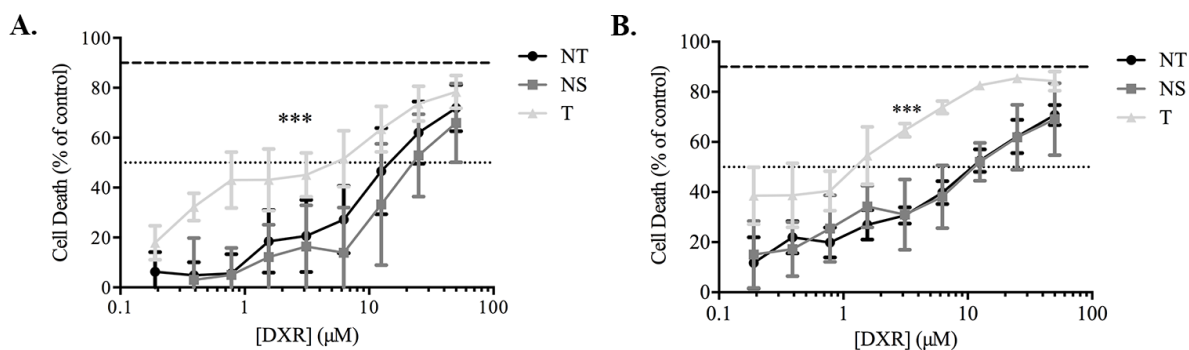 A.
Cell Death (% of control)
100
80
60
40
20
0
0.1
1
10
100
[DXR] (μM)
***
NT
NS
T
B.
Cell Death (% of control)
100
80
60
40
20
0
0.1
1
10
100
[DXR] (μM)
***
NT
NS
T